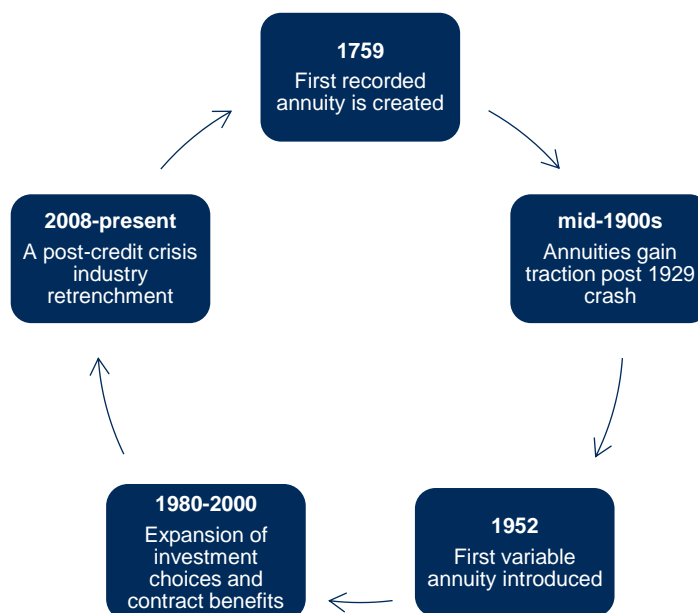 1759
First recorded
annuity is created
mid-1900s
Annuities gain
traction post 1929
crash
1952
First variable
annuity introduced
1980-2000
Expansion of
investment
choices and
contract benefits
2008-present
A post-credit crisis
industry
retrenchment